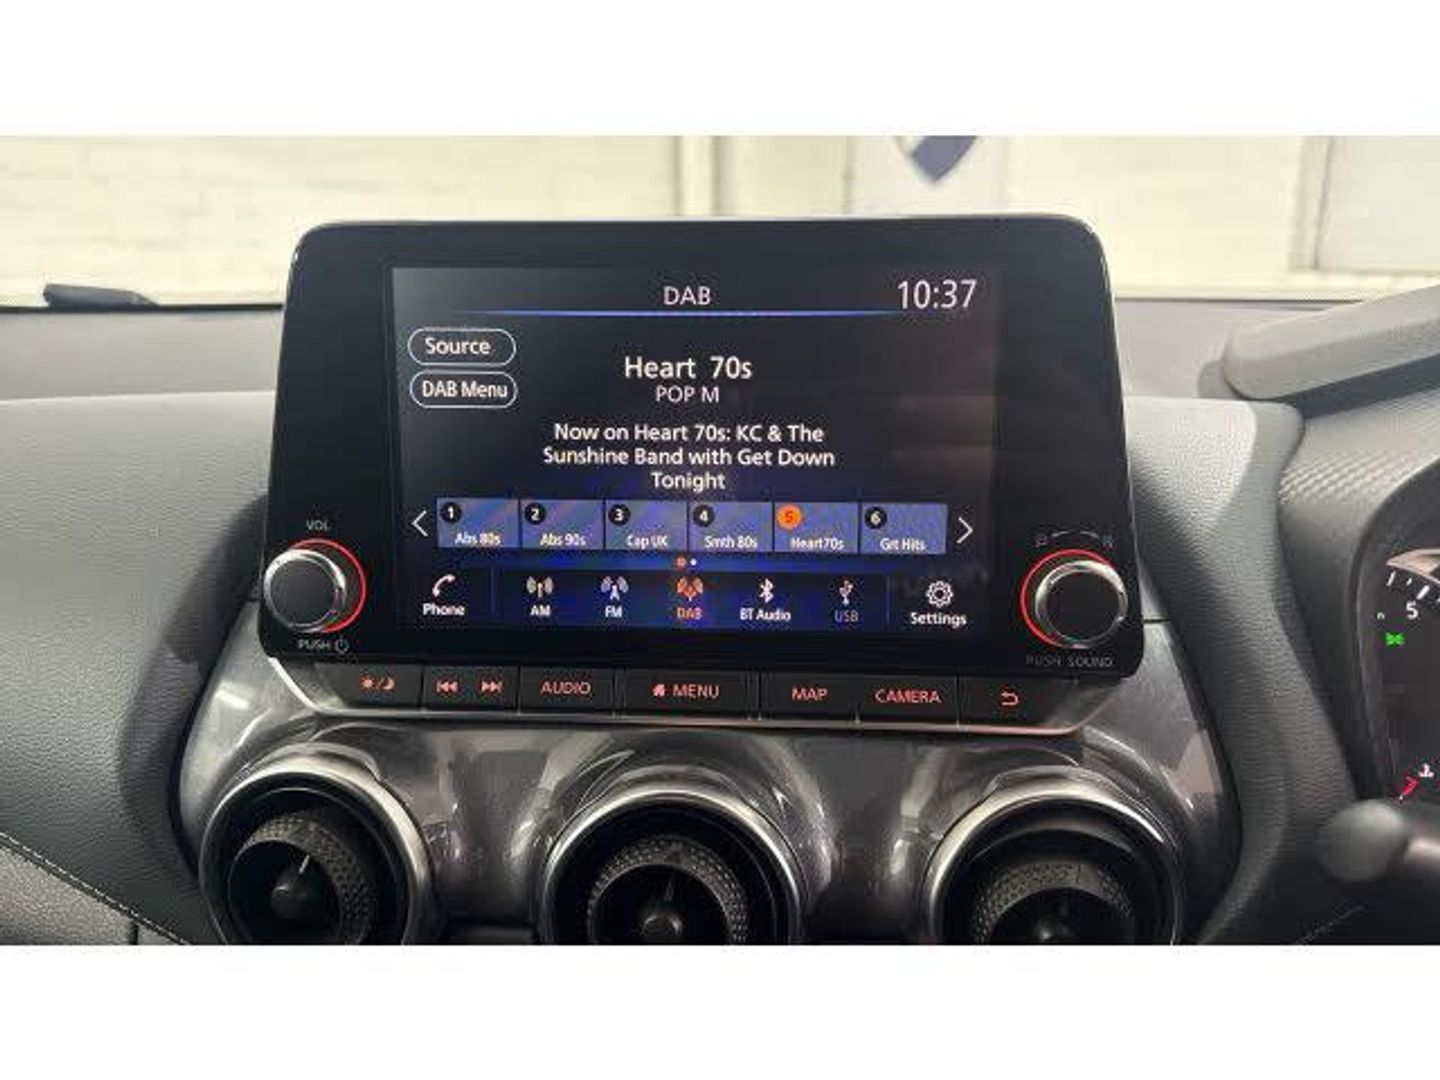 DAB
10:37
Source
DAB Menu
Heart 70s
POP M
Now on Heart 70s: KC & The
Sunshine Band with Get Down
Tonight
1 2 3 4 5 6
Abs 80s Abs 90s Cap UK Smth 80s Heart70s Grt Hits
Phone AM FM DAB BT Audio USB Settings
VOL
PUSH
PUSH SOUND
AUDIO MENU MAP CAMERA
5